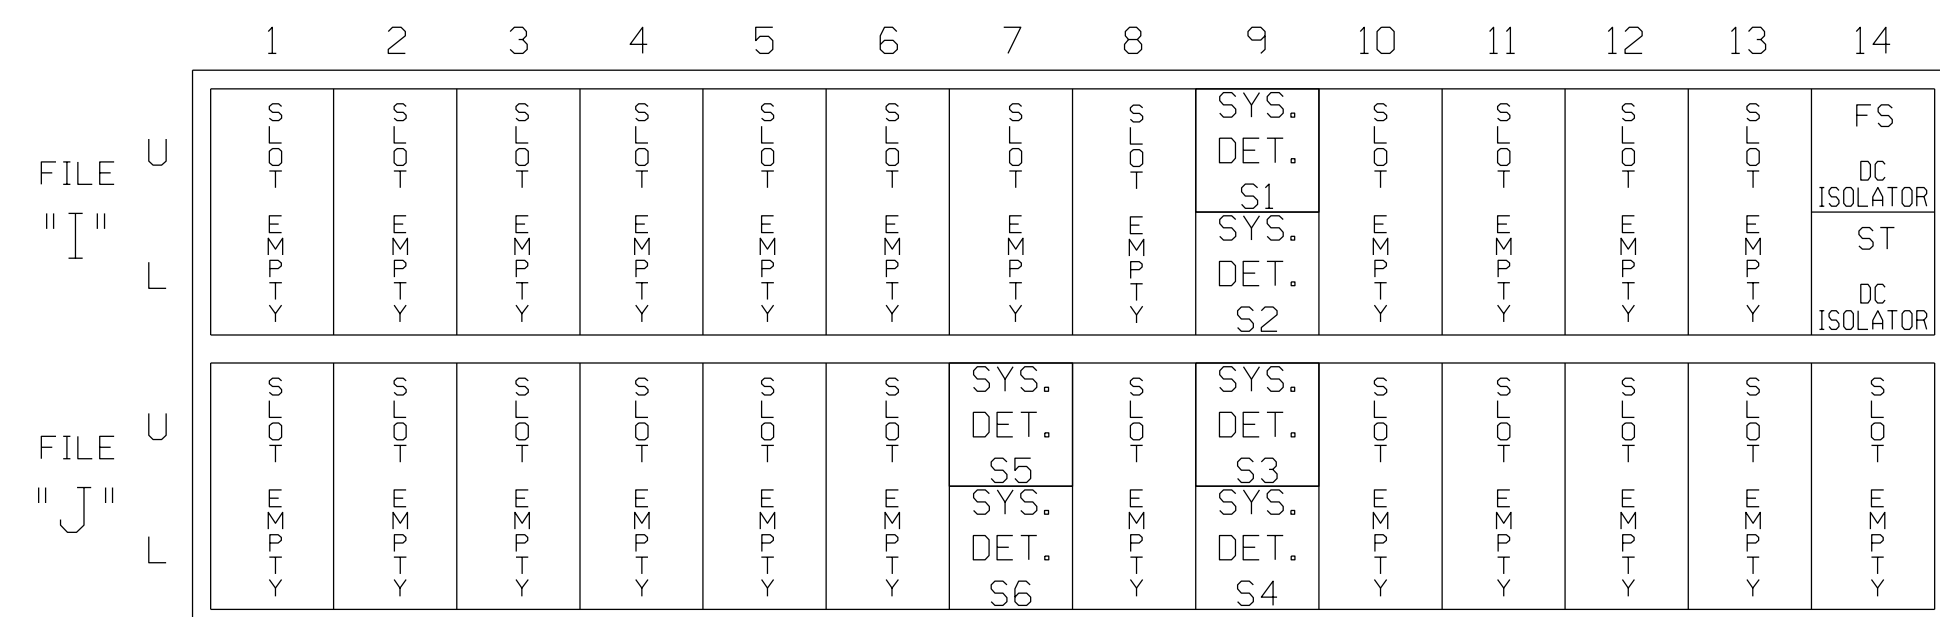 1 2 3 4 5 6 7 8 9 10 11 12 13 14
FILE
"I"
U
L
SLOT EMPTY
SLOT EMPTY
SLOT EMPTY
SLOT EMPTY
SLOT EMPTY
SLOT EMPTY
SLOT EMPTY
SLOT EMPTY
SYS.
DET.
S1
SYS.
DET.
S2
SLOT EMPTY
SLOT EMPTY
SLOT EMPTY
SLOT EMPTY
FS
DC
ISOLATOR
ST
DC
ISOLATOR
FILE
"J"
U
L
SLOT EMPTY
SLOT EMPTY
SLOT EMPTY
SLOT EMPTY
SLOT EMPTY
SLOT EMPTY
SYS.
DET.
S5
SYS.
DET.
S6
SLOT EMPTY
SYS.
DET.
S3
SYS.
DET.
S4
SLOT EMPTY
SLOT EMPTY
SLOT EMPTY
SLOT EMPTY
SLOT EMPTY